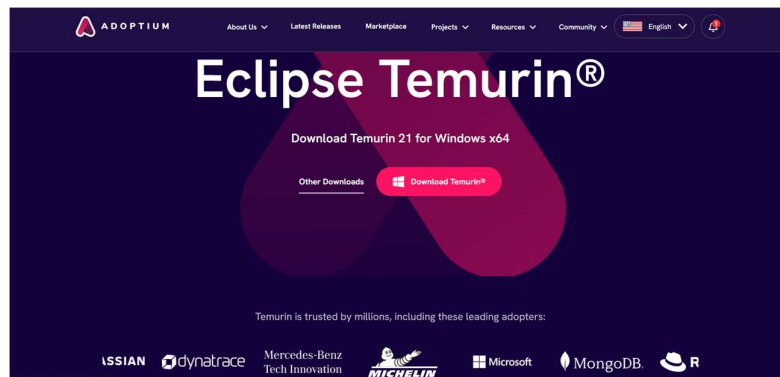 ADOPTIUM
About Us
Latest Releases
Marketplace
Projects
Resources
Community
English
1
Eclipse Temurin®
Download Temurin 21 for Windows x64
Other Downloads
Download Temurin®
Temurin is trusted by millions, including these leading adopters:
ASSIAN
dynatrace
Mercedes-Benz
Tech Innovation
MICHELIN
Microsoft
MongoDB.
R